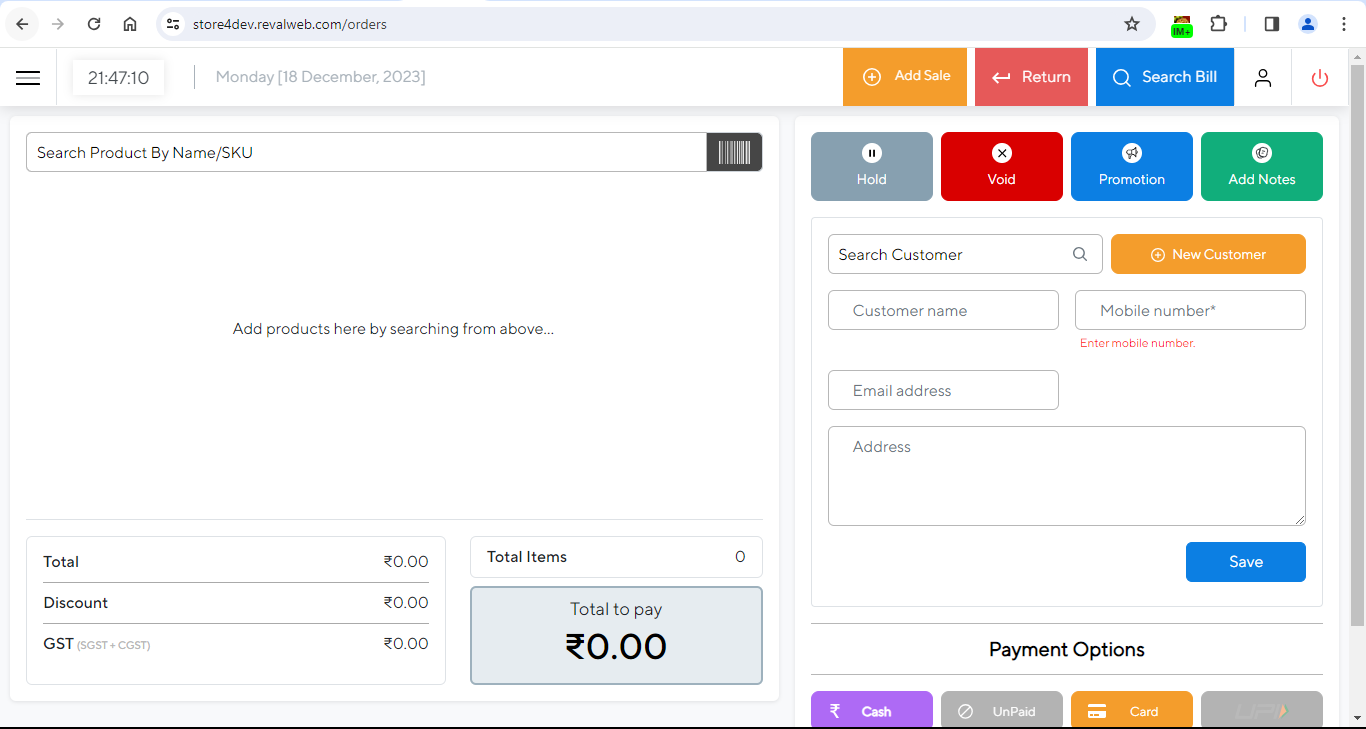 store4dev.revalweb.com/orders
IM+
21:47:10
Monday [18 December, 2023]
Add Sale
Return
Search Bill
Search Product By Name/SKU
Add products here by searching from above...
Total ₹0.00
Discount ₹0.00
GST (SGST + CGST) ₹0.00
Total Items 0
Total to pay
₹0.00
Hold
Void
Promotion
Add Notes
Search Customer
New Customer
Customer name
Mobile number*
Enter mobile number.
Email address
Address
Save
Payment Options
₹ Cash
UnPaid
Card
UPI